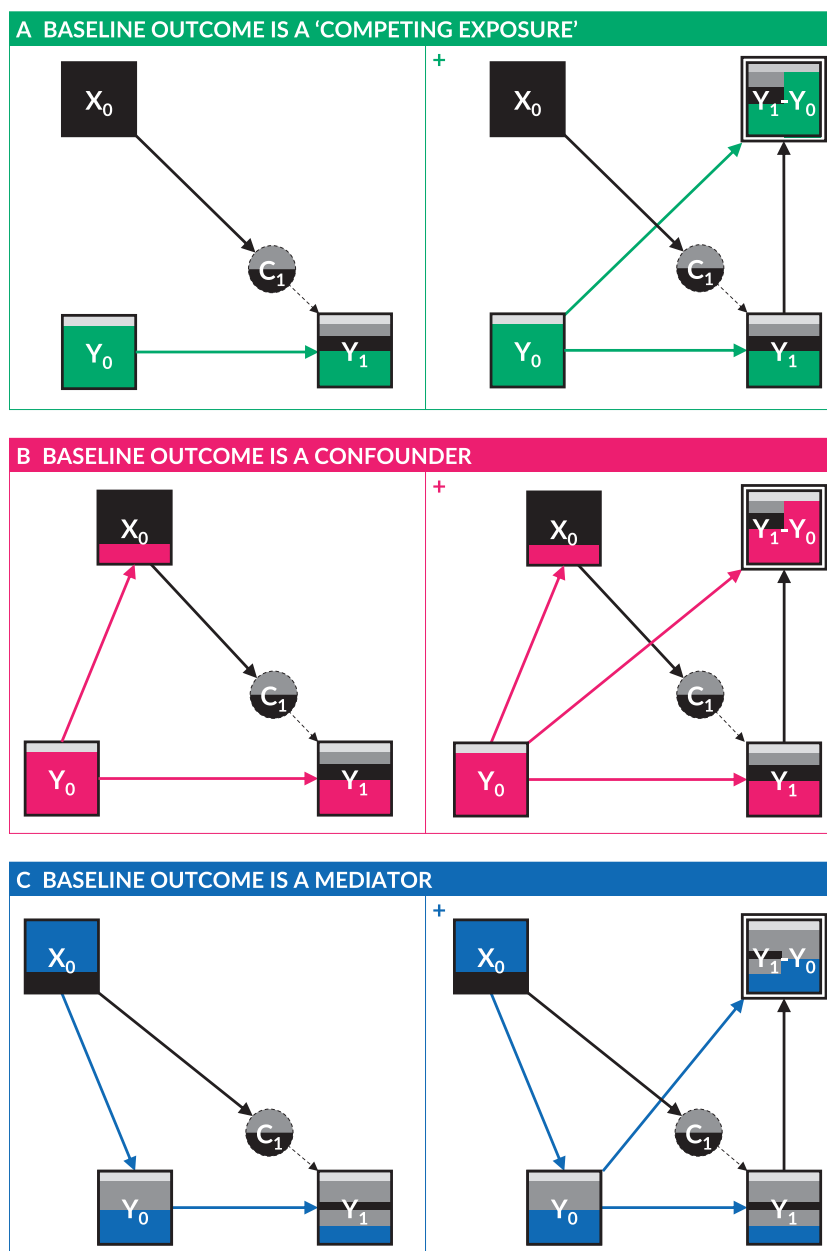 A BASELINE OUTCOME IS A ‘COMPETING EXPOSURE’
X₀
C₁
Y₀
Y₁
+
X₀
Y₁-Y₀
C₁
Y₀
Y₁
B BASELINE OUTCOME IS A CONFOUNDER
X₀
C₁
Y₀
Y₁
+
X₀
Y₁-Y₀
C₁
Y₀
Y₁
C BASELINE OUTCOME IS A MEDIATOR
X₀
C₁
Y₀
Y₁
+
X₀
Y₁-Y₀
C₁
Y₀
Y₁